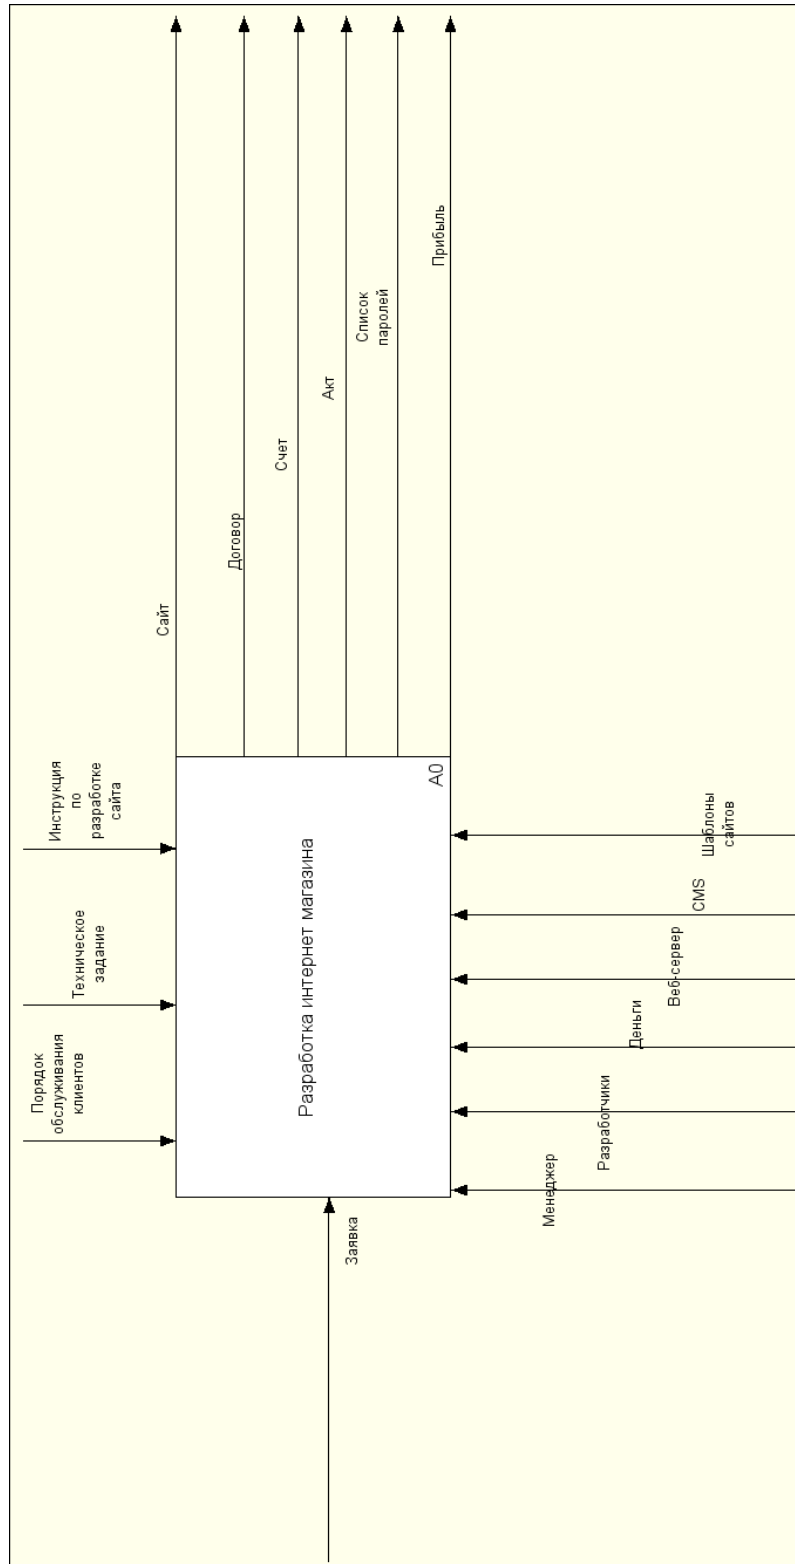 Порядок
обслуживания
клиентов
Техническое
задание
Инструкция
по
разработке
сайта
Заявка
Разработка интернет магазина
A0
Сайт
Договор
Счет
Акт
Список
паролей
Прибыль
Менеджер
Разработчики
Деньги
Веб-сервер
CMS
Шаблоны
сайтов